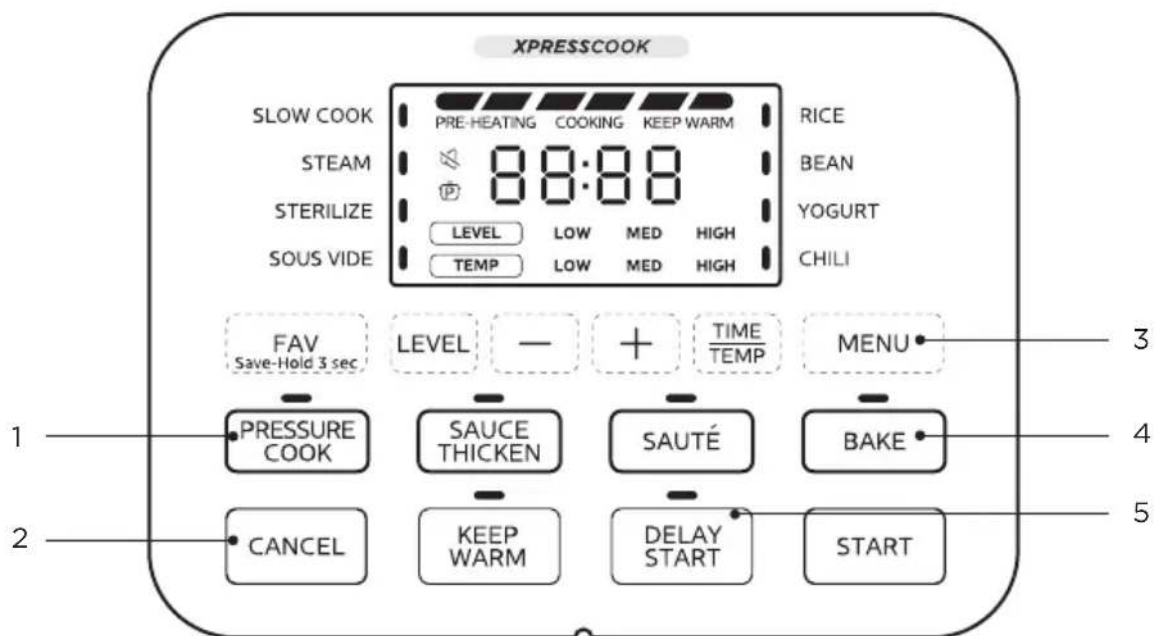 XPRESSCOOK
SLOW COOK
STEAM
STERILIZE
SOUS VIDE
PRE-HEATING COOKING KEEP WARM
88:88
P
LEVEL LOW MED HIGH
TEMP LOW MED HIGH
RICE
BEAN
YOGURT
CHILI
FAV
Save-Hold 3 sec
LEVEL
−
+
TIME
TEMP
MENU
3
1
PRESSURE
COOK
SAUCE
THICKEN
SAUTÉ
BAKE
4
2
CANCEL
KEEP
WARM
DELAY
START
5
START